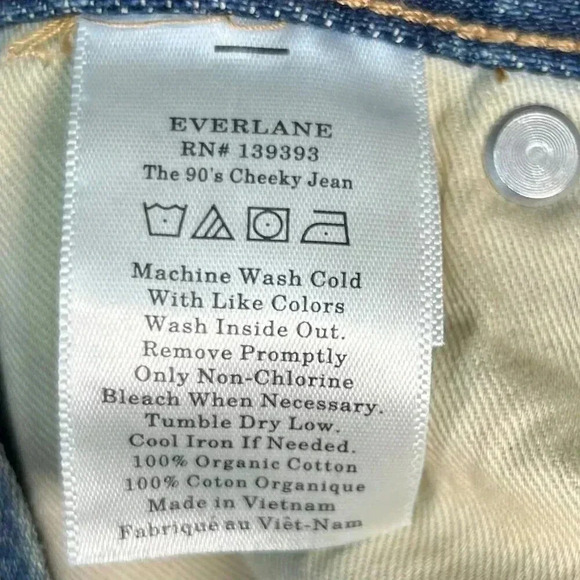 EVERLANE
RN# 139393
The 90's Cheeky Jean
Machine Wash Cold
With Like Colors
Wash Inside Out.
Remove Promptly
Only Non-Chlorine
Bleach When Necessary.
Tumble Dry Low.
Cool Iron If Needed.
100% Organic Cotton
100% Coton Organique
Made in Vietnam
Fabriqué au Viêt-Nam